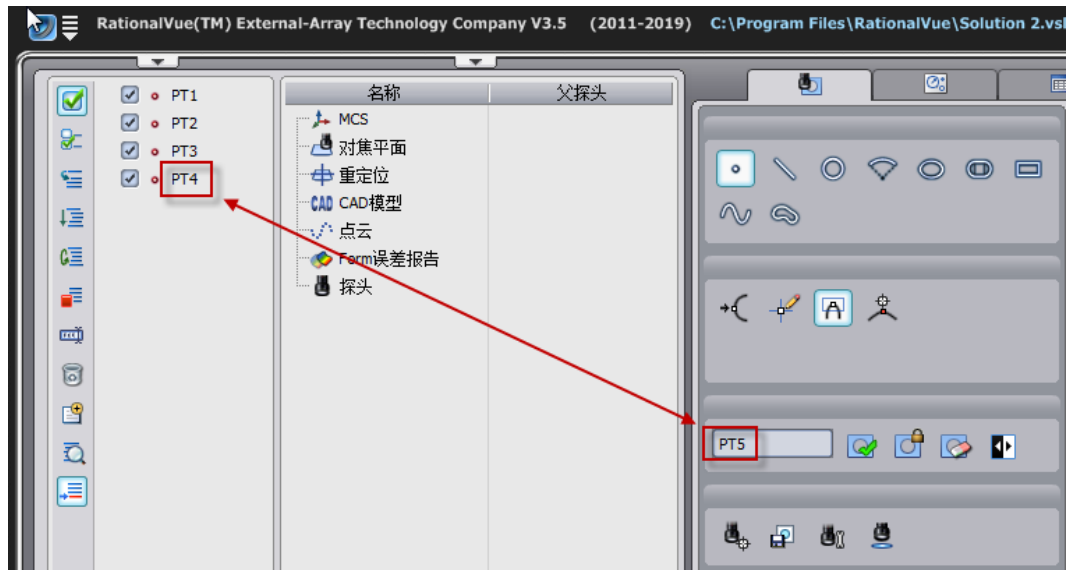 RationalVue(TM) External-Array Technology Company V3.5 (2011-2019) C:\Program Files\RationalVue\Solution 2.vsl
PT1
PT2
PT3
PT4
名称 父探头
MCS
对焦平面
重定位
CAD CAD模型
点云
Form误差报告
探头
PT5